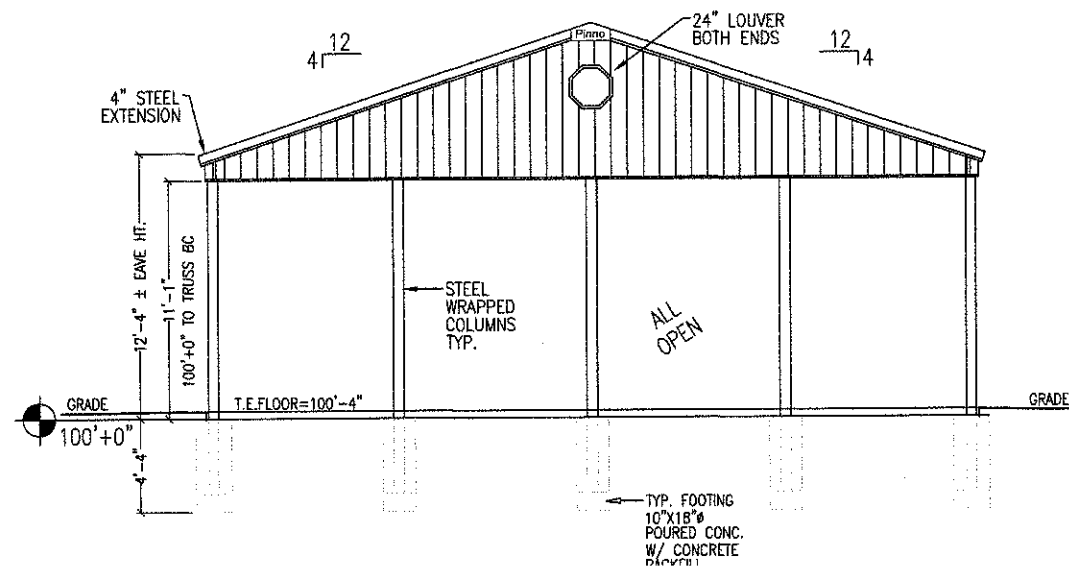 Pinno
24" LOUVER
BOTH ENDS
12
4
12
4
4" STEEL
EXTENSION
12'-4" ± EAVE HT.
11'-1"
100'+0" TO TRUSS BC
STEEL
WRAPPED
COLUMNS
TYP.
ALL
OPEN
GRADE
T.E.FLOOR=100'-4"
GRADE
100'+0"
4'-4"
TYP. FOOTING
10"X18"ø
POURED CONC.
W/ CONCRETE
BACKFILL